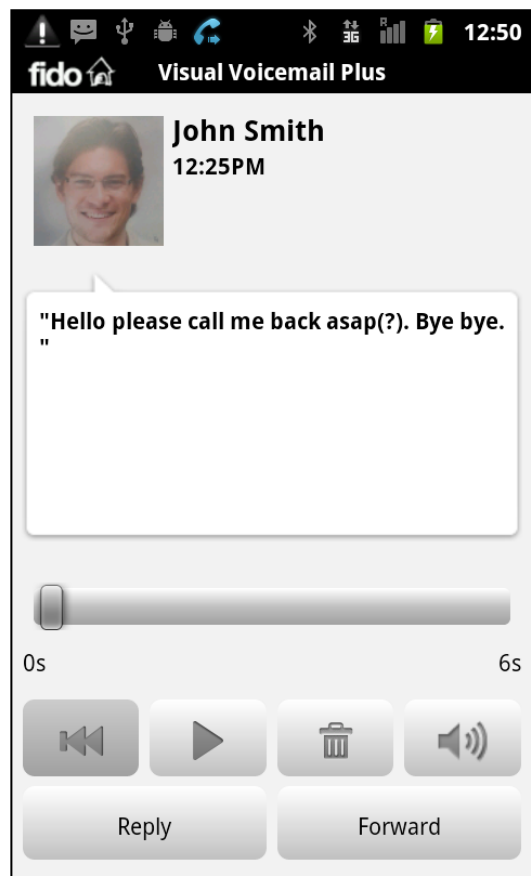 3G
R
12:50
fido Visual Voicemail Plus
John Smith
12:25PM
"Hello please call me back asap(?). Bye bye.
"
0s 6s
Reply Forward